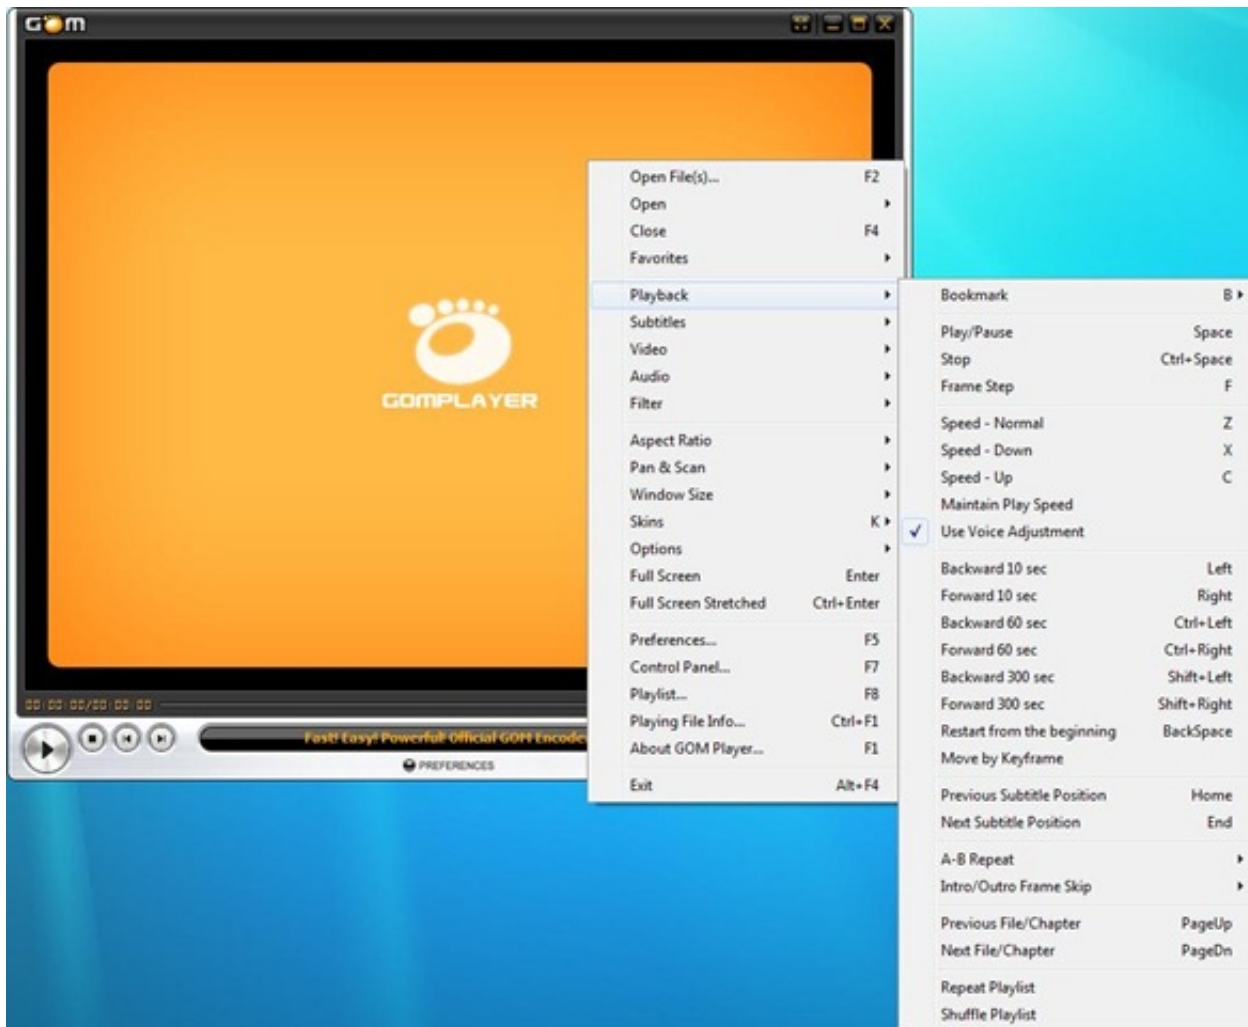 GOM
GOMPLAYER
00:00:00/00:00:00
Fast! Easy! Powerful! Official GOM Encode
PREFERENCES
Open File(s)... F2
Open
Close F4
Favorites
Playback
Subtitles
Video
Audio
Filter
Aspect Ratio
Pan & Scan
Window Size
Skins K
Options
Full Screen Enter
Full Screen Stretched Ctrl+Enter
Preferences... F5
Control Panel... F7
Playlist... F8
Playing File Info... Ctrl+F1
About GOM Player... F1
Exit Alt+F4
Bookmark B
Play/Pause Space
Stop Ctrl+Space
Frame Step F
Speed - Normal Z
Speed - Down X
Speed - Up C
Maintain Play Speed
Use Voice Adjustment
Backward 10 sec Left
Forward 10 sec Right
Backward 60 sec Ctrl+Left
Forward 60 sec Ctrl+Right
Backward 300 sec Shift+Left
Forward 300 sec Shift+Right
Restart from the beginning BackSpace
Move by Keyframe
Previous Subtitle Position Home
Next Subtitle Position End
A-B Repeat
Intro/Outro Frame Skip
Previous File/Chapter PageUp
Next File/Chapter PageDn
Repeat Playlist
Shuffle Playlist